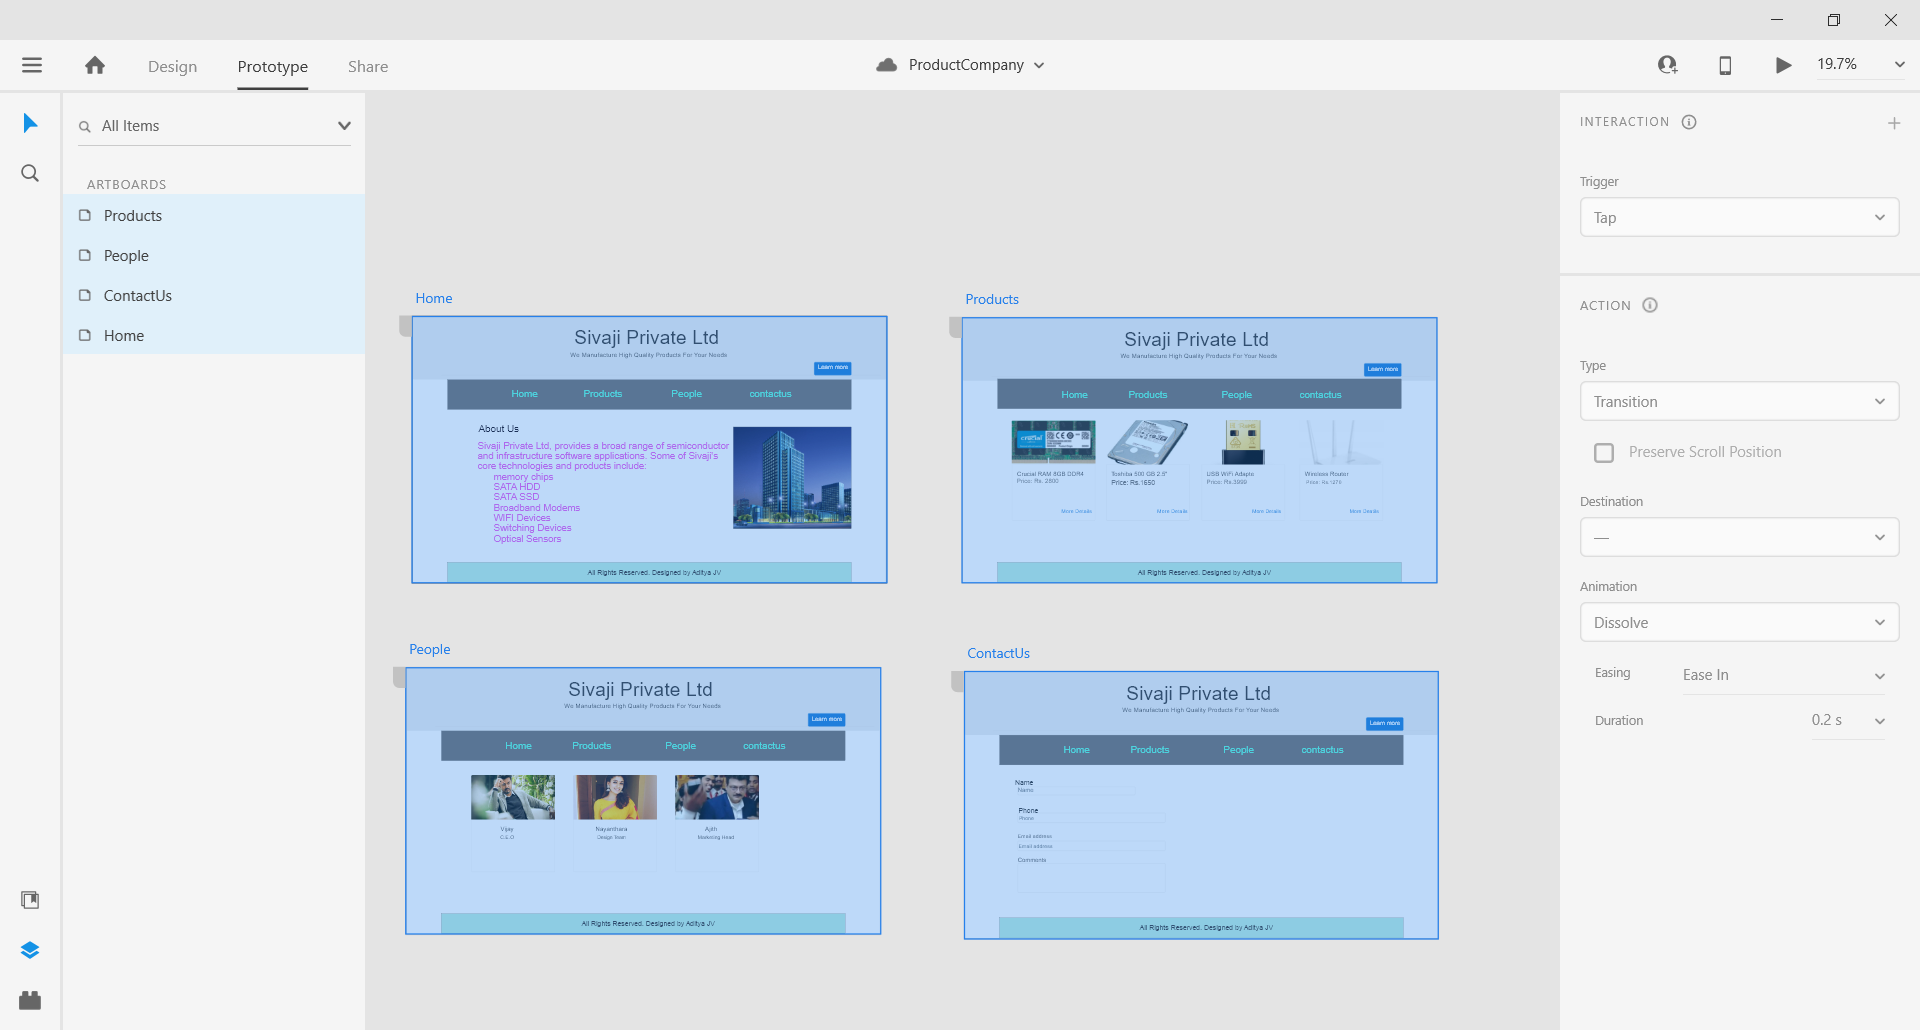 Design
Prototype
Share
ProductCompany
19.7%
All Items
ARTBOARDS
Products
People
ContactUs
Home
Home
Sivaji Private Ltd
We Manufacture High Quality Products For Your Needs
Learn more
Home Products People contactus
About Us
Sivaji Private Ltd, provides a broad range of semiconductor
and infrastructure software applications. Some of Sivaji's
core technologies and products include:
memory chips
SATA HDD
SATA SSD
Broadband Modems
WIFI Devices
Switching Devices
Optical Sensors
All Rights Reserved. Designed by Aditya JV
Products
Sivaji Private Ltd
We Manufacture High Quality Products For Your Needs
Learn more
Home Products People contactus
crucial
Crucial RAM 8GB DDR4
Price: Rs. 2800
More Details
Toshiba 500 GB 2.5"
Price: Rs.1650
More Details
USB WiFi Adapte
Price: Rs.3999
More Details
Wireless Router
Price: Rs.1279
More Details
All Rights Reserved. Designed by Aditya JV
People
Sivaji Private Ltd
We Manufacture High Quality Products For Your Needs
Learn more
Home Products People contactus
Vijay
C.E.O
Nayanthara
Design Team
Ajith
Marketing Head
All Rights Reserved. Designed by Aditya JV
ContactUs
Sivaji Private Ltd
We Manufacture High Quality Products For Your Needs
Learn more
Home Products People contactus
Name
Name
Phone
Phone
Email address
Email address
Comments
All Rights Reserved. Designed by Aditya JV
INTERACTION
Trigger
Tap
ACTION
Type
Transition
Preserve Scroll Position
Destination
—
Animation
Dissolve
Easing Ease In
Duration 0.2 s